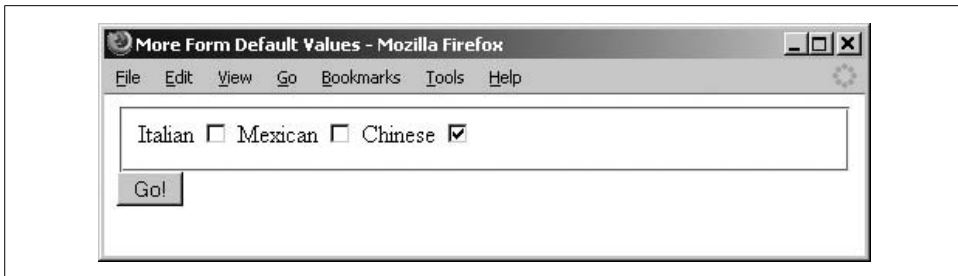 More Form Default Values - Mozilla Firefox
File Edit View Go Bookmarks Tools Help
Italian Mexican Chinese
Go!